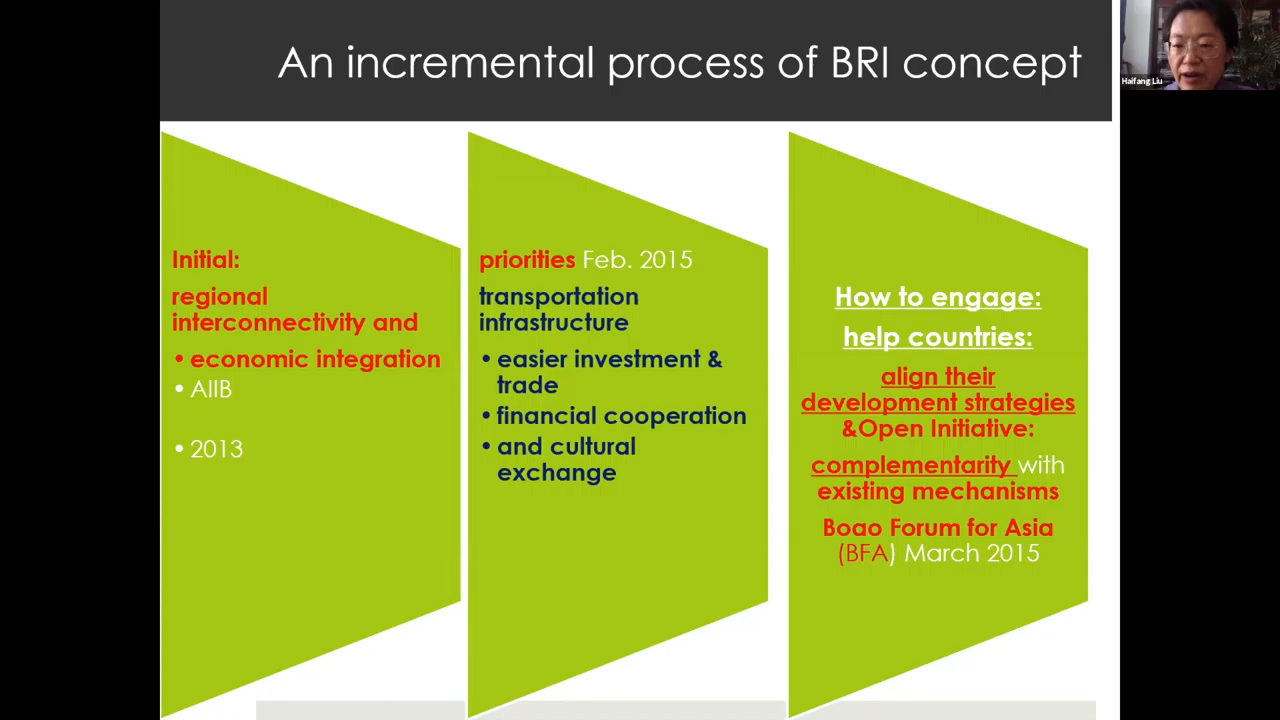 An incremental process of BRI concept
Haifang Liu
Initial:
regional
interconnectivity and
• economic integration
• AIIB
• 2013
priorities Feb. 2015
transportation
infrastructure
• easier investment &
trade
• financial cooperation
• and cultural
exchange
How to engage:
help countries:
align their
development strategies
&Open Initiative:
complementarity with
existing mechanisms
Boao Forum for Asia
(BFA) March 2015